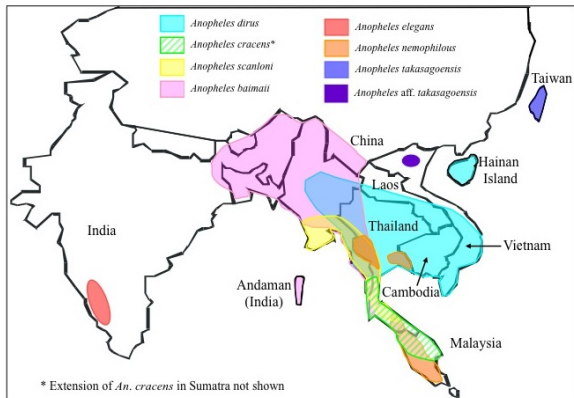 Anopheles dirus
Anopheles cracens*
Anopheles scanloni
Anopheles baimaii
Anopheles elegans
Anopheles nemophilous
Anopheles takasagoensis
Anopheles aff. takasagoensis
Taiwan
China
Hainan
Island
Laos
India
Thailand
Vietnam
Andaman
(India)
Cambodia
Malaysia
* Extension of An. cracens in Sumatra not shown